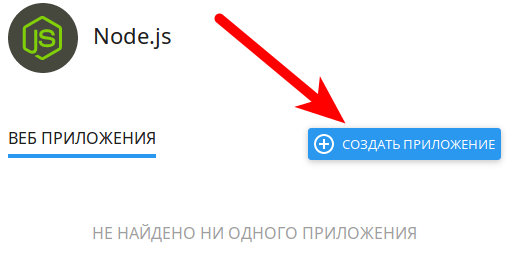 JS
Node.js
ВЕБ ПРИЛОЖЕНИЯ
СОЗДАТЬ ПРИЛОЖЕНИЕ
НЕ НАЙДЕНО НИ ОДНОГО ПРИЛОЖЕНИЯ